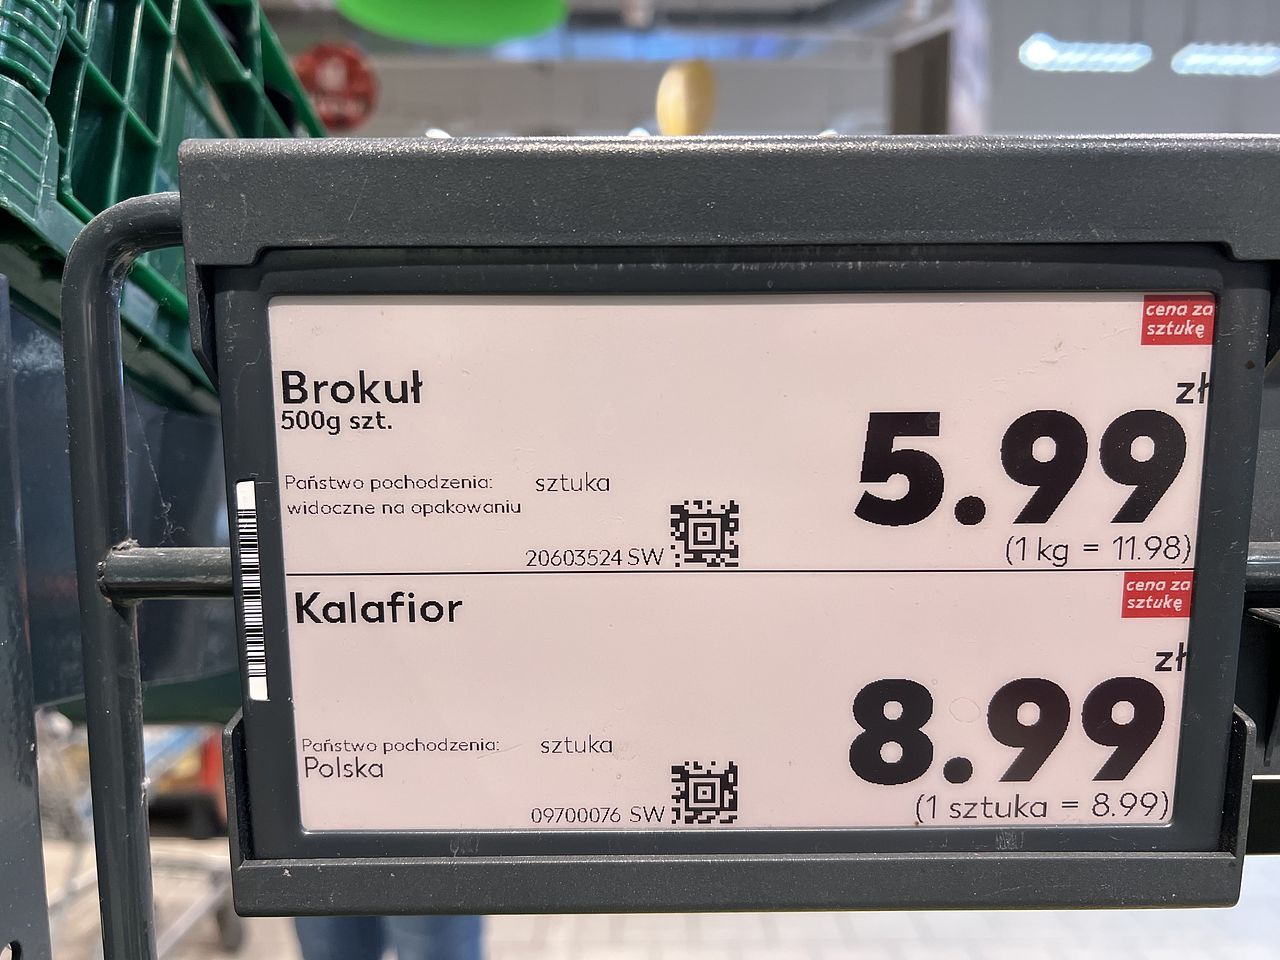 cena za
sztukę
Brokuł
500g szt.
zł
5.99
Państwo pochodzenia: sztuka
widoczne na opakowaniu
20603524 SW
(1 kg = 11.98)
cena za
sztukę
Kalafior
zł
8.99
Państwo pochodzenia: sztuka
Polska
09700076 SW
(1 sztuka = 8.99)